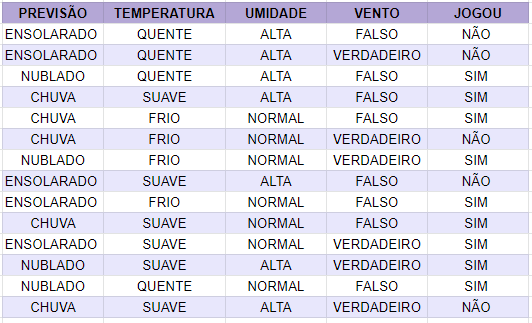 PREVISÃO TEMPERATURA UMIDADE VENTO JOGOU
ENSOLARADO QUENTE ALTA FALSO NÃO
ENSOLARADO QUENTE ALTA VERDADEIRO NÃO
NUBLADO QUENTE ALTA FALSO SIM
CHUVA SUAVE ALTA FALSO SIM
CHUVA FRIO NORMAL FALSO SIM
CHUVA FRIO NORMAL VERDADEIRO NÃO
NUBLADO FRIO NORMAL VERDADEIRO SIM
ENSOLARADO SUAVE ALTA FALSO NÃO
ENSOLARADO FRIO NORMAL FALSO SIM
CHUVA SUAVE NORMAL FALSO SIM
ENSOLARADO SUAVE NORMAL VERDADEIRO SIM
NUBLADO SUAVE ALTA VERDADEIRO SIM
NUBLADO QUENTE NORMAL FALSO SIM
CHUVA SUAVE ALTA VERDADEIRO NÃO